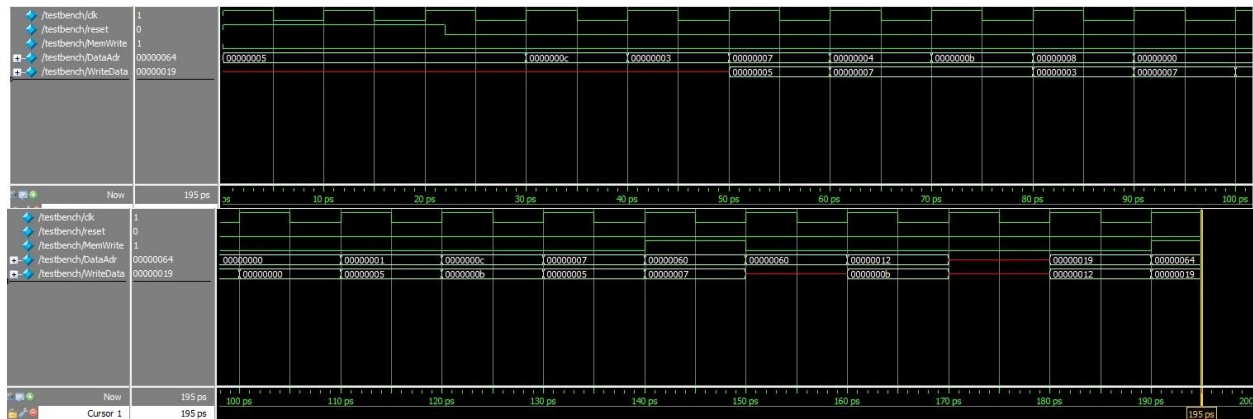 /testbench/clk 1
/testbench/reset 0
/testbench/MemWrite 1
/testbench/DataAdr 00000064 00000005 0000000c 00000003 00000007 00000004 0000000b 00000008 00000000
/testbench/WriteData 00000019 00000005 00000007 00000003 00000007
Now 195 ps ps 10 ps 20 ps 30 ps 40 ps 50 ps 60 ps 70 ps 80 ps 90 ps 100 ps
/testbench/clk 1
/testbench/reset 0
/testbench/MemWrite 1
/testbench/DataAdr 00000064 00000000 00000001 0000000c 00000007 00000060 00000060 00000012 00000019 00000064
/testbench/WriteData 00000019 00000000 00000005 0000000b 00000005 00000007 0000000b 00000012 00000019
Now 195 ps 100 ps 110 ps 120 ps 130 ps 140 ps 150 ps 160 ps 170 ps 180 ps 190 ps 200
Cursor 1 195 ps 195 ps